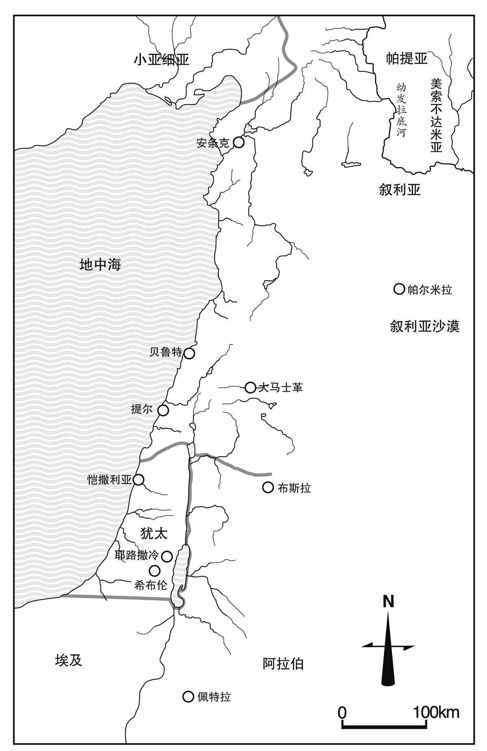 小亚细亚
帕提亚
幼发拉底河
美索不达米亚
安条克
叙利亚
地中海
帕尔米拉
叙利亚沙漠
贝鲁特
大马士革
提尔
恺撒利亚
布斯拉
犹太
耶路撒冷
希布伦
N
埃及
阿拉伯
佩特拉
0 100km